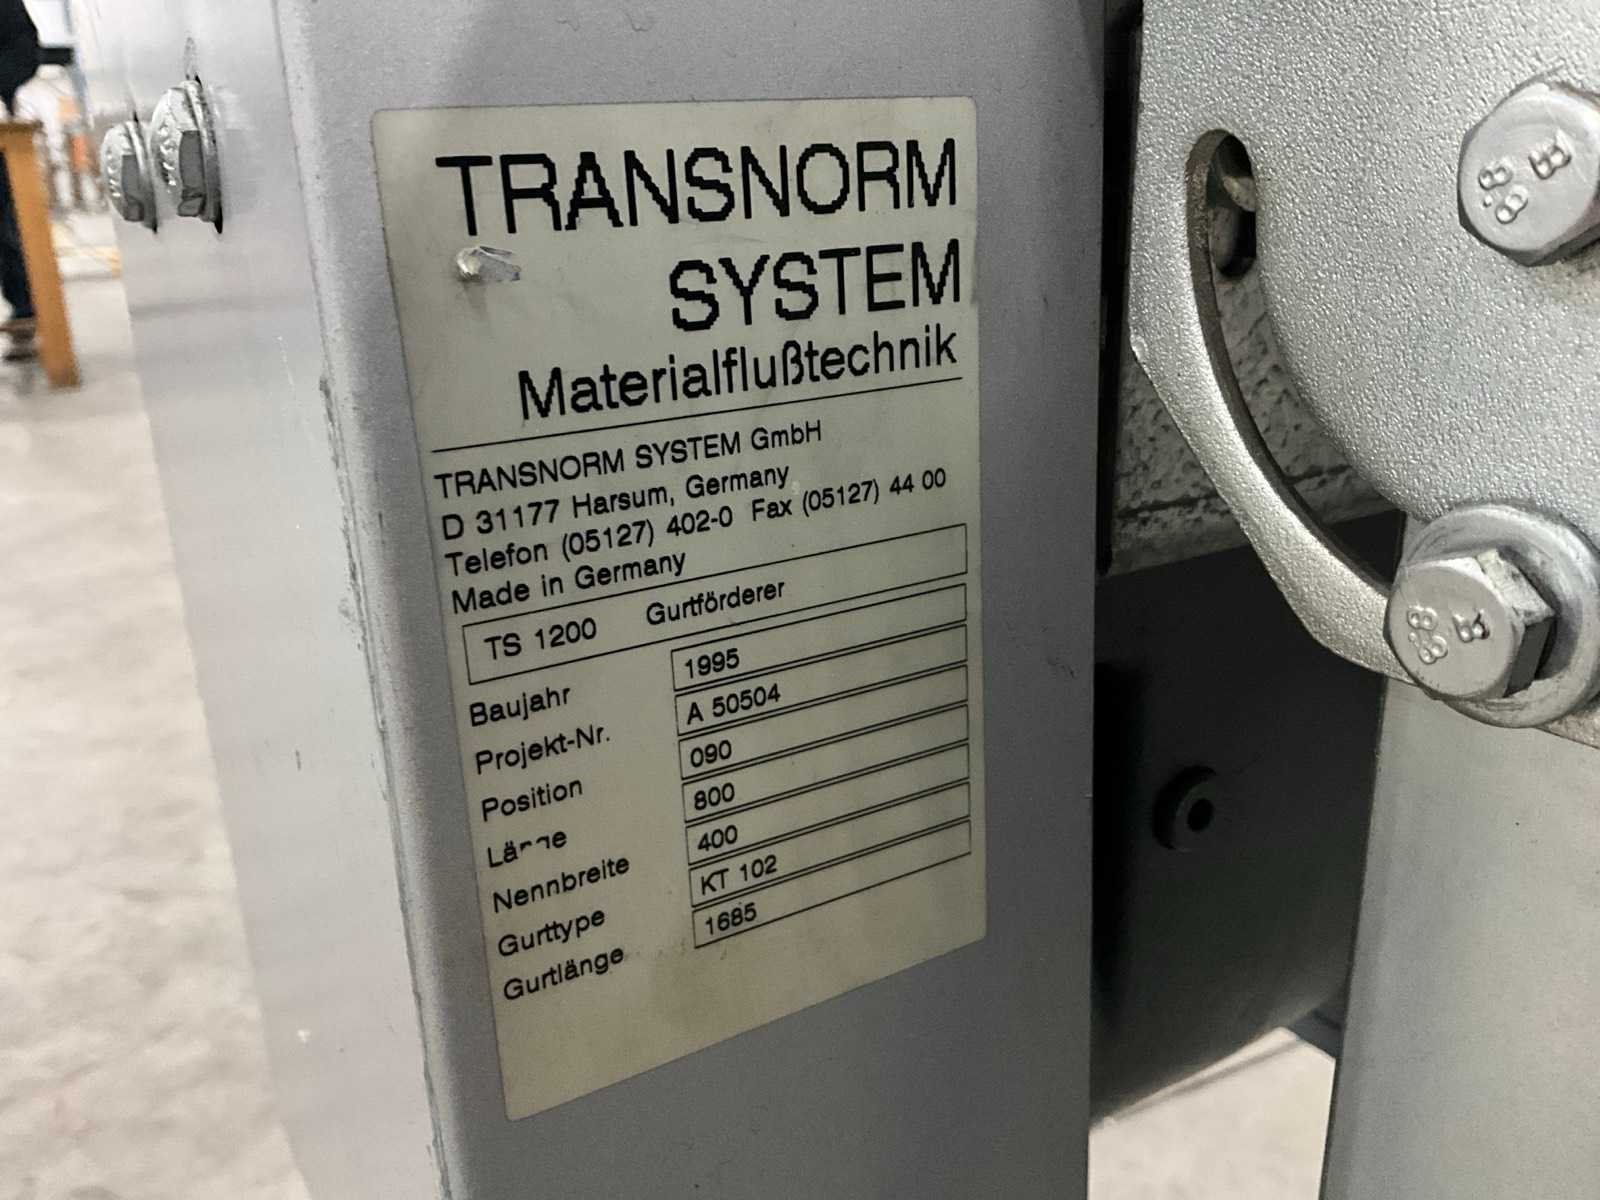 TRANSNORM
SYSTEM
Materialflußtechnik
TRANSNORM SYSTEM GmbH
D 31177 Harsum, Germany
Telefon (05127) 402-0 Fax (05127) 44 00
Made in Germany
TS 1200 Gurtförderer
Baujahr 1995
Projekt-Nr. A 50504
Position 090
Länge 800
Nennbreite 400
Gurttype KT 102
Gurtlänge 1685
8.8
8.8